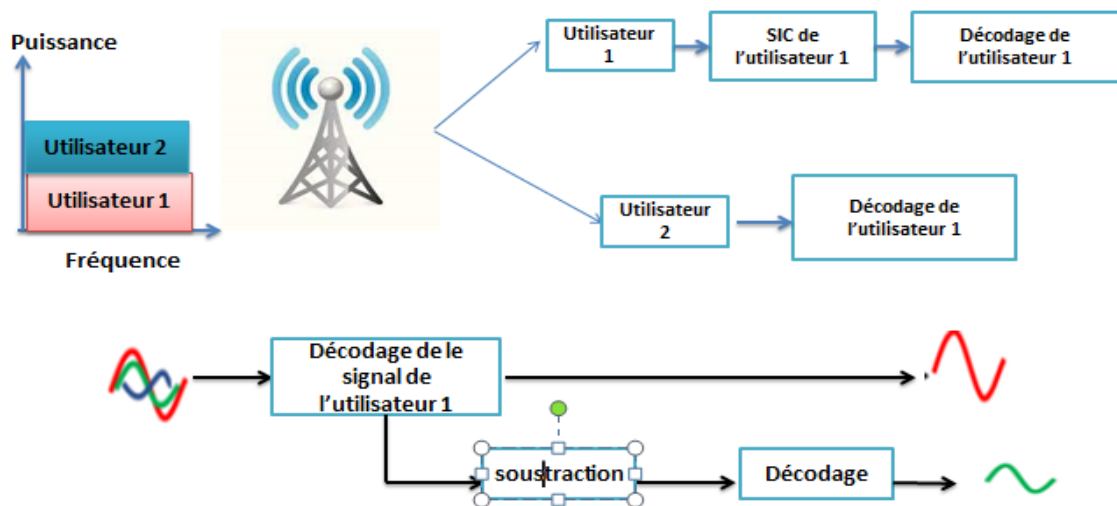 Puissance
Utilisateur 2
Utilisateur 1
Fréquence
Utilisateur
1
SIC de
l'utilisateur 1
Décodage de
l'utilisateur 1
Utilisateur
2
Décodage de
l'utilisateur 1
Décodage de le
signal de
l'utilisateur 1
soustraction
Décodage